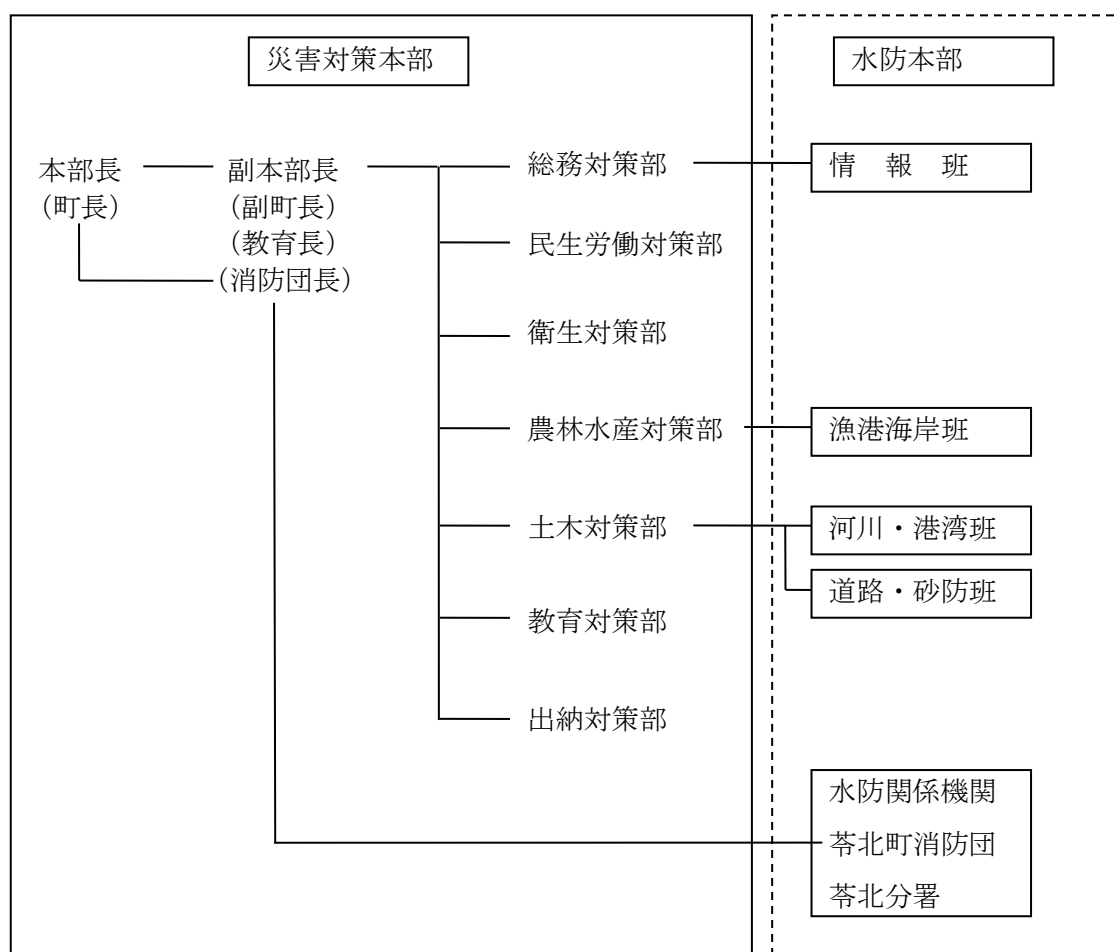 災害対策本部
水防本部
本部長
(町長)
副本部長
(副町長)
(教育長)
(消防団長)
総務対策部
民生労働対策部
衛生対策部
農林水産対策部
土木対策部
教育対策部
出納対策部
情 報 班
漁港海岸班
河川・港湾班
道路・砂防班
水防関係機関
苓北町消防団
苓北分署